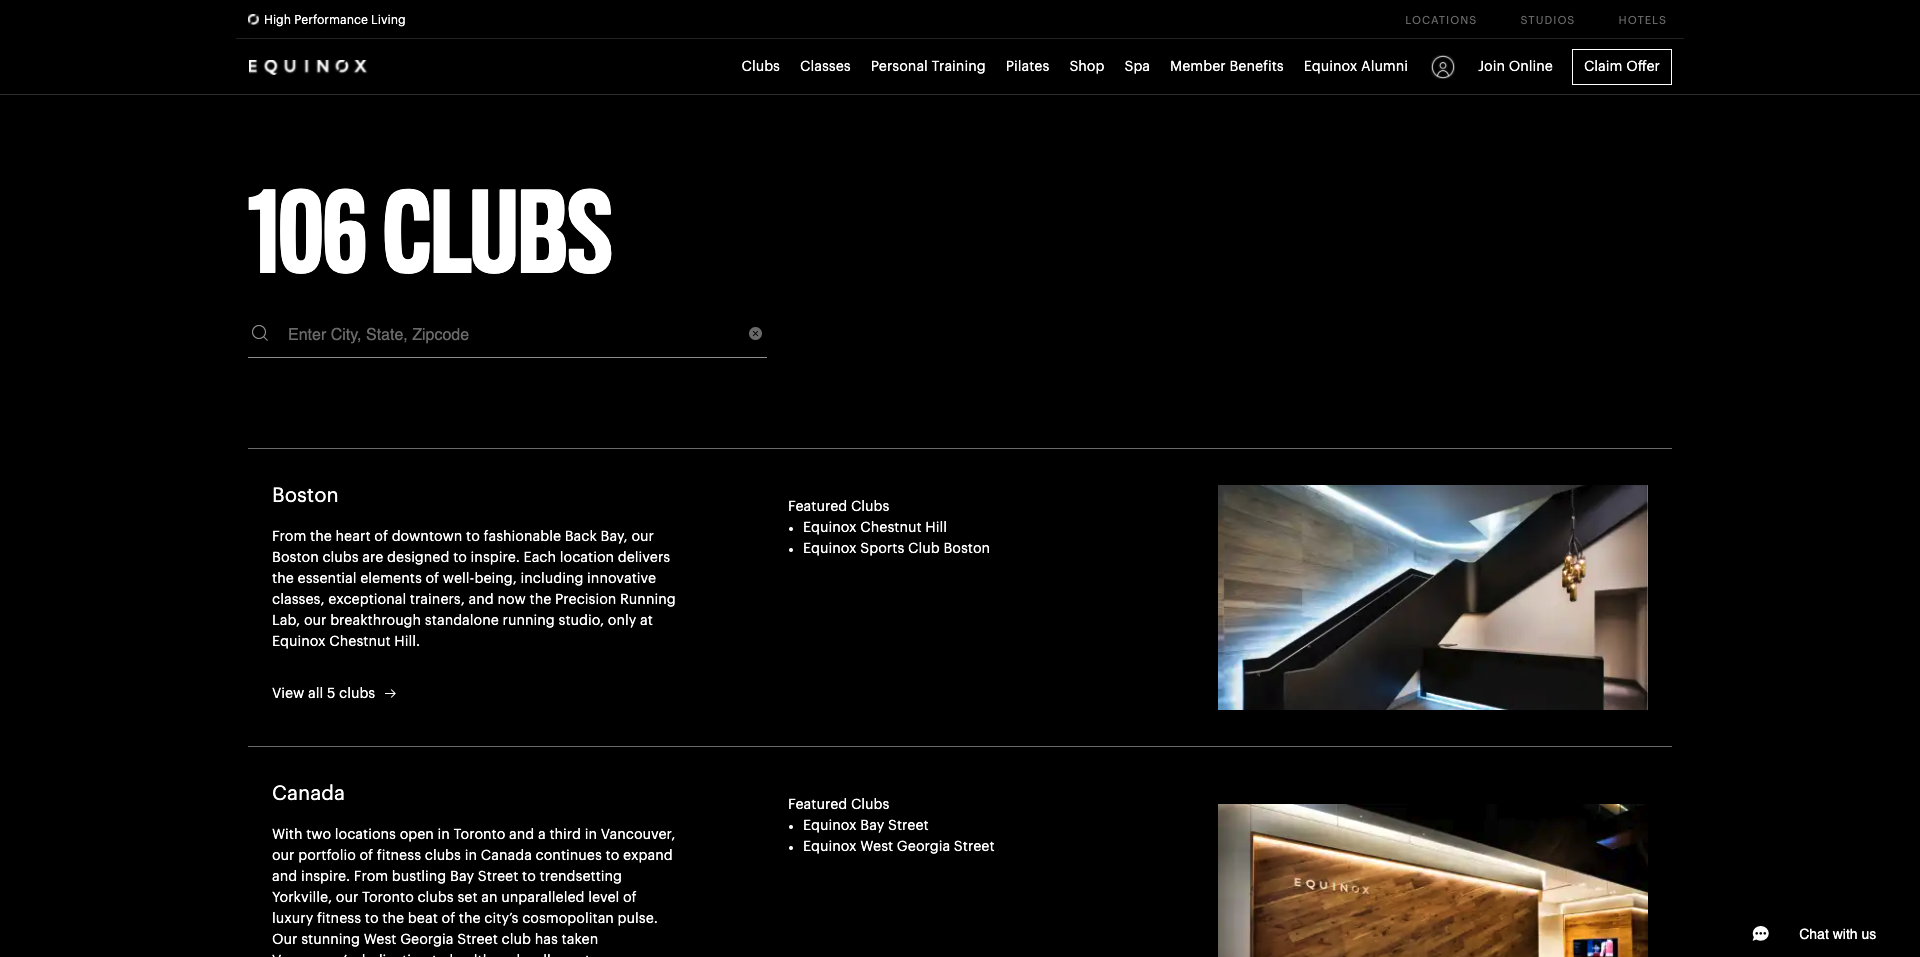 High Performance Living
LOCATIONS STUDIOS HOTELS
EQUINOX
Clubs Classes Personal Training Pilates Shop Spa Member Benefits Equinox Alumni Join Online Claim Offer
106 CLUBS
Enter City, State, Zipcode
Boston
From the heart of downtown to fashionable Back Bay, our
Boston clubs are designed to inspire. Each location delivers
the essential elements of well-being, including innovative
classes, exceptional trainers, and now the Precision Running
Lab, our breakthrough standalone running studio, only at
Equinox Chestnut Hill.
View all 5 clubs →
Featured Clubs
• Equinox Chestnut Hill
• Equinox Sports Club Boston
Canada
With two locations open in Toronto and a third in Vancouver,
our portfolio of fitness clubs in Canada continues to expand
and inspire. From bustling Bay Street to trendsetting
Yorkville, our Toronto clubs set an unparalleled level of
luxury fitness to the beat of the city’s cosmopolitan pulse.
Our stunning West Georgia Street club has taken
Featured Clubs
• Equinox Bay Street
• Equinox West Georgia Street
EQUINOX
Chat with us